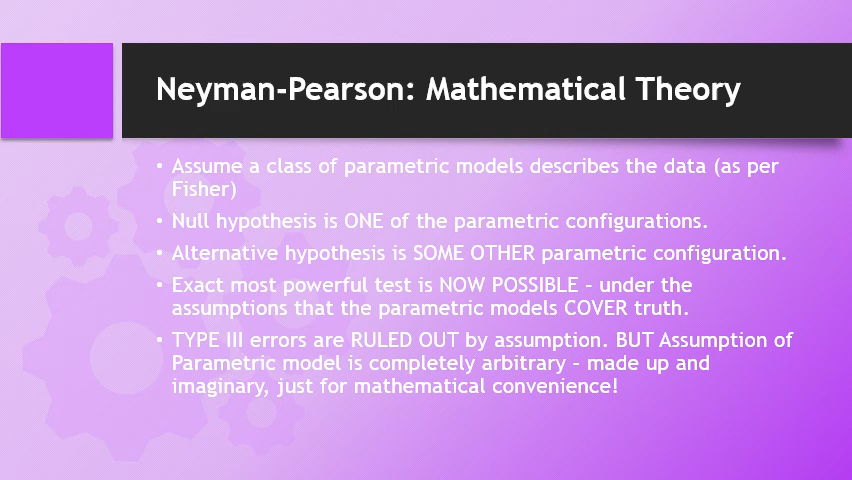 Neyman-Pearson: Mathematical Theory
• Assume a class of parametric models describes the data (as per
Fisher)
• Null hypothesis is ONE of the parametric configurations.
• Alternative hypothesis is SOME OTHER parametric configuration.
• Exact most powerful test is NOW POSSIBLE – under the
assumptions that the parametric models COVER truth.
• TYPE III errors are RULED OUT by assumption. BUT Assumption of
Parametric model is completely arbitrary – made up and
imaginary, just for mathematical convenience!